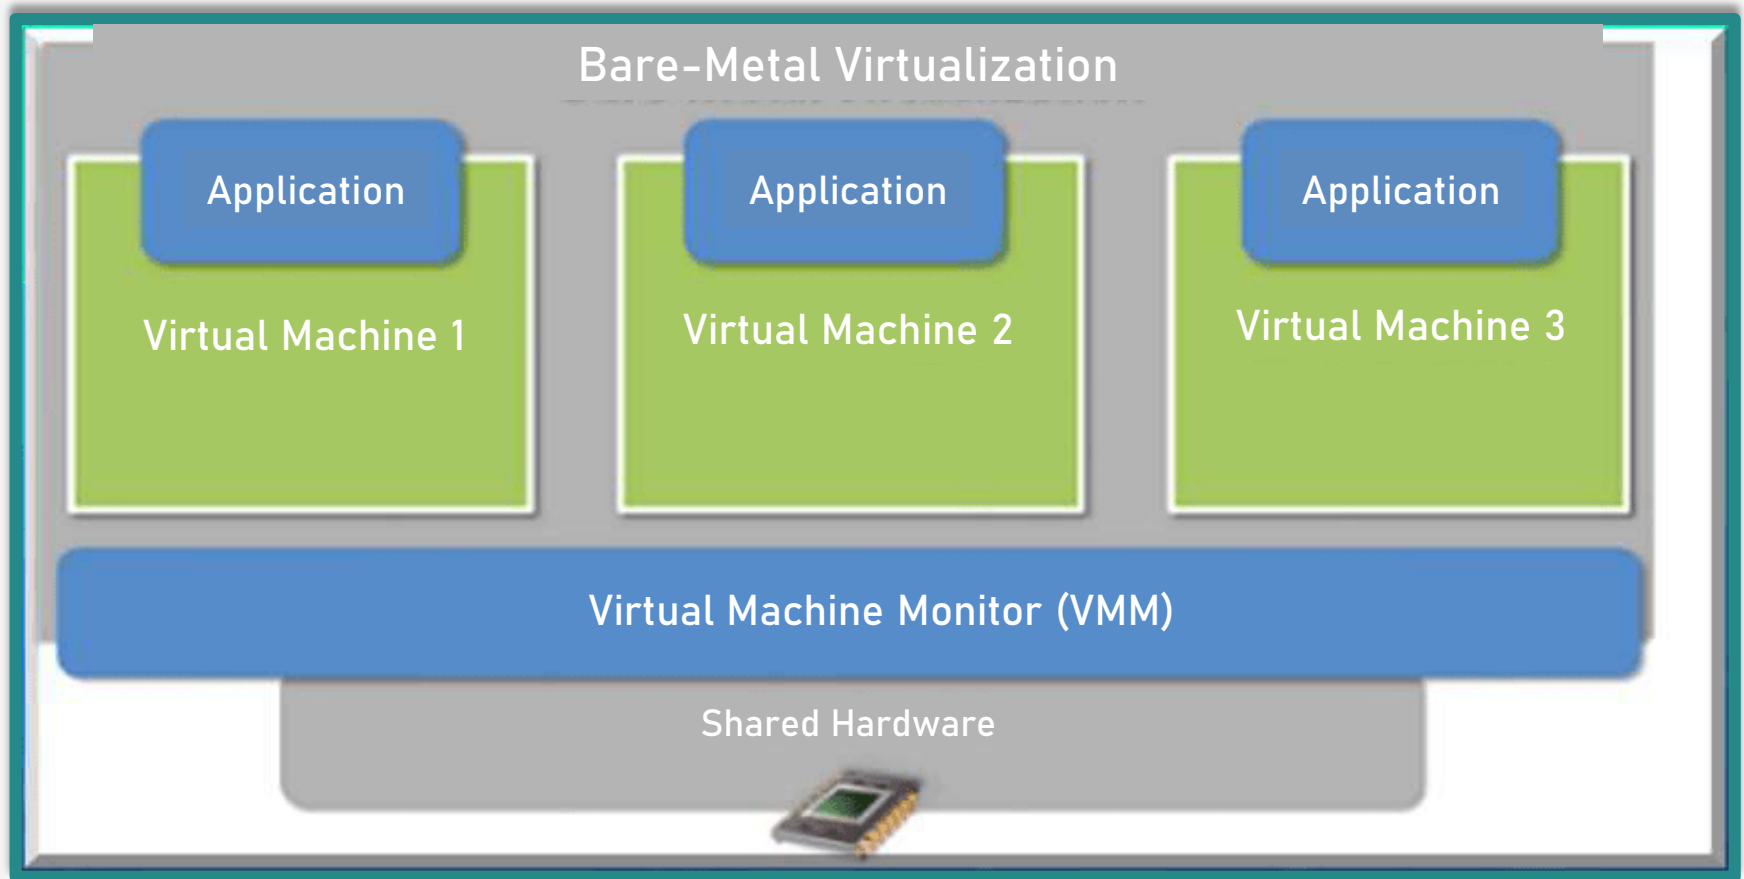 Bare-Metal Virtualization
Application
Application
Application
Virtual Machine 1
Virtual Machine 2
Virtual Machine 3
Virtual Machine Monitor (VMM)
Shared Hardware